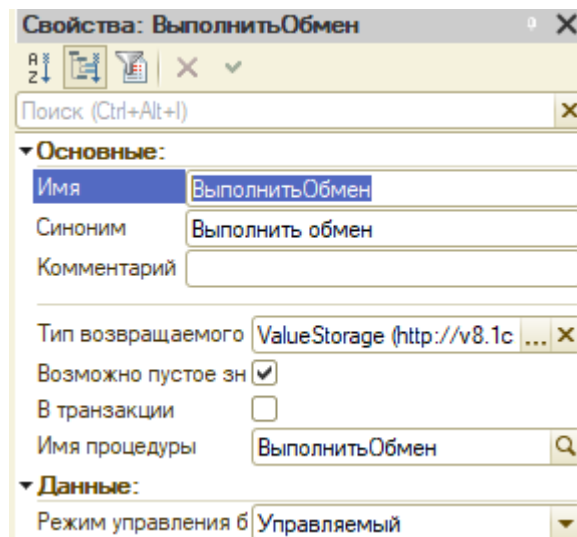 Свойства: ВыполнитьОбмен
Поиск (Ctrl+Alt+I)
Основные:
Имя ВыполнитьОбмен
Синоним Выполнить обмен
Комментарий
Тип возвращаемого ValueStorage (http://v8.1c ...
Возможно пустое зн
В транзакции
Имя процедуры ВыполнитьОбмен
Данные:
Режим управления б Управляемый